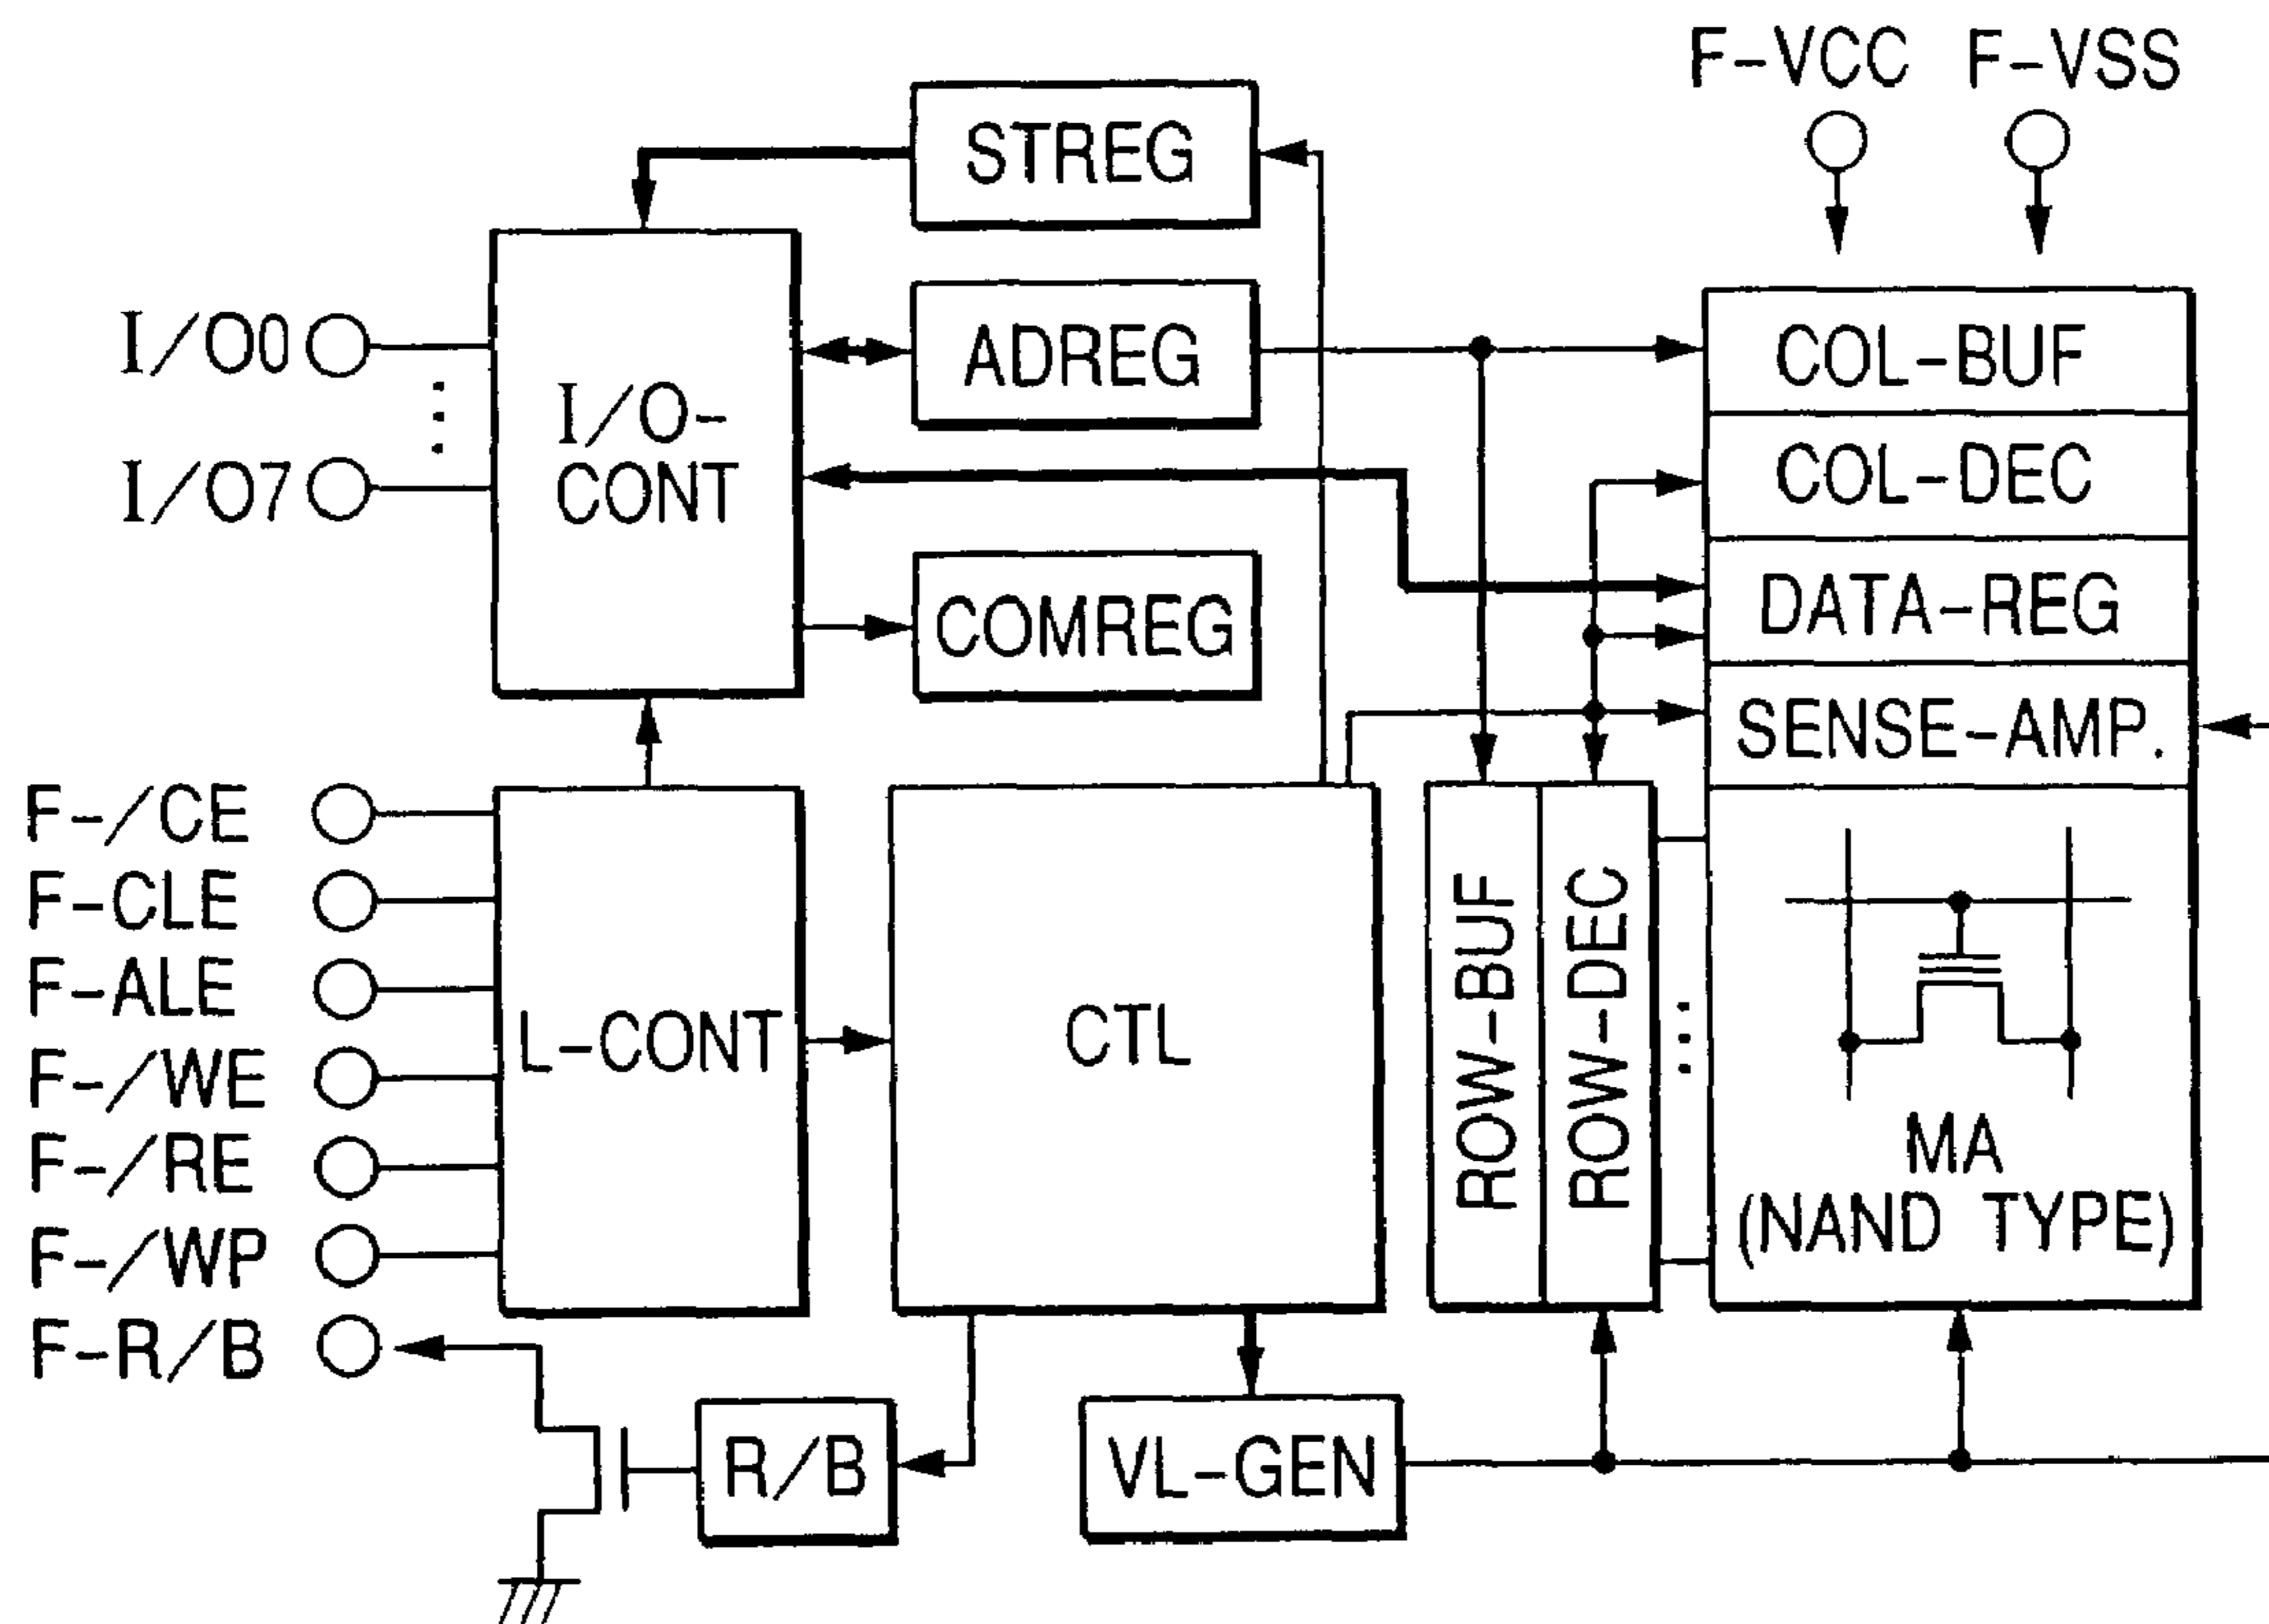 F-VCC F-VSS
STREG
I/O0
ADREG
COL-BUF
I/O-
CONT
COL-DEC
I/O7
COMREG
DATA-REG
SENSE-AMP.
F-/CE
F-CLE
F-ALE
F-/WE
F-/RE
F-/WP
F-R/B
L-CONT
CTL
ROW-BUF
ROW-DEC
MA
(NAND TYPE)
R/B
VL-GEN